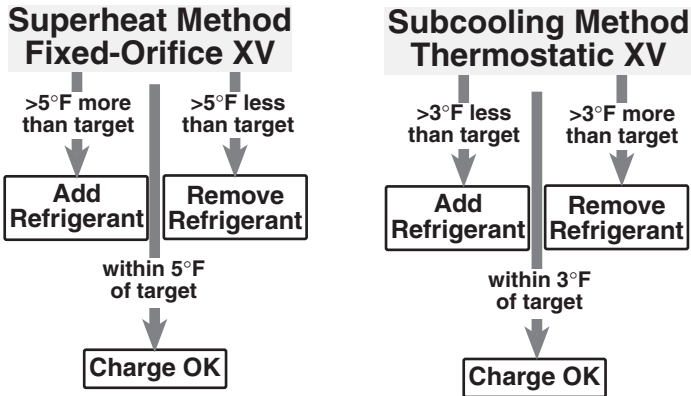 Superheat Method
Fixed-Orifice XV
>5°F more
than target
>5°F less
than target
Add
Refrigerant
Remove
Refrigerant
within 5°F
of target
Charge OK
Subcooling Method
Thermostatic XV
>3°F less
than target
>3°F more
than target
Add
Refrigerant
Remove
Refrigerant
within 3°F
of target
Charge OK